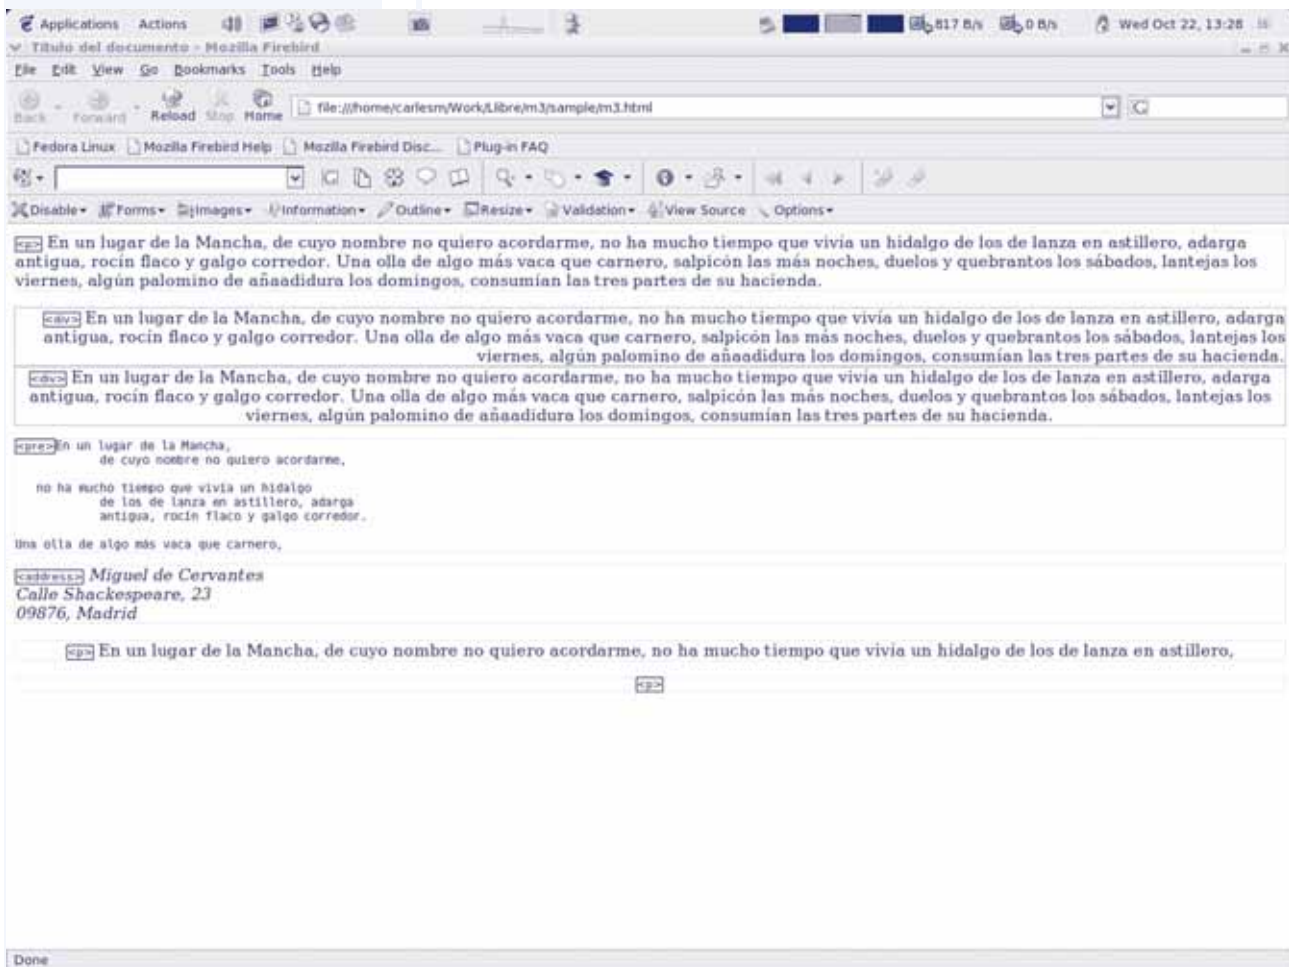 Applications Actions 817 B/s 0 B/s Wed Oct 22, 13:28
Título del documento - Mozilla Firebird
File Edit View Go Bookmarks Tools Help
Back Forward Reload Stop Home file:///home/carlesm/Work/Llibre/m3/sample/m3.html
Fedora Linux Mozilla Firebird Help Mozilla Firebird Disc... Plug-in FAQ
Disable Forms Images Information Outline Resize Validation View Source Options
<p> En un lugar de la Mancha, de cuyo nombre no quiero acordarme, no ha mucho tiempo que vivía un hidalgo de los de lanza en astillero, adarga
antigua, rocín flaco y galgo corredor. Una olla de algo más vaca que carnero, salpicón las más noches, duelos y quebrantos los sábados, lantejas los
viernes, algún palomino de añaadidura los domingos, consumían las tres partes de su hacienda.
<div> En un lugar de la Mancha, de cuyo nombre no quiero acordarme, no ha mucho tiempo que vivía un hidalgo de los de lanza en astillero, adarga
antigua, rocín flaco y galgo corredor. Una olla de algo más vaca que carnero, salpicón las más noches, duelos y quebrantos los sábados, lantejas los
viernes, algún palomino de añaadidura los domingos, consumían las tres partes de su hacienda.
<div> En un lugar de la Mancha, de cuyo nombre no quiero acordarme, no ha mucho tiempo que vivía un hidalgo de los de lanza en astillero, adarga
antigua, rocín flaco y galgo corredor. Una olla de algo más vaca que carnero, salpicón las más noches, duelos y quebrantos los sábados, lantejas los
viernes, algún palomino de añaadidura los domingos, consumían las tres partes de su hacienda.
<pre>En un lugar de la Mancha,
de cuyo nombre no quiero acordarme,
no ha mucho tiempo que vivía un hidalgo
de los de lanza en astillero, adarga
antigua, rocín flaco y galgo corredor.
Una olla de algo más vaca que carnero,
<address> Miguel de Cervantes
Calle Shackespeare, 23
09876, Madrid
<p> En un lugar de la Mancha, de cuyo nombre no quiero acordarme, no ha mucho tiempo que vivía un hidalgo de los de lanza en astillero,
<p>
Done